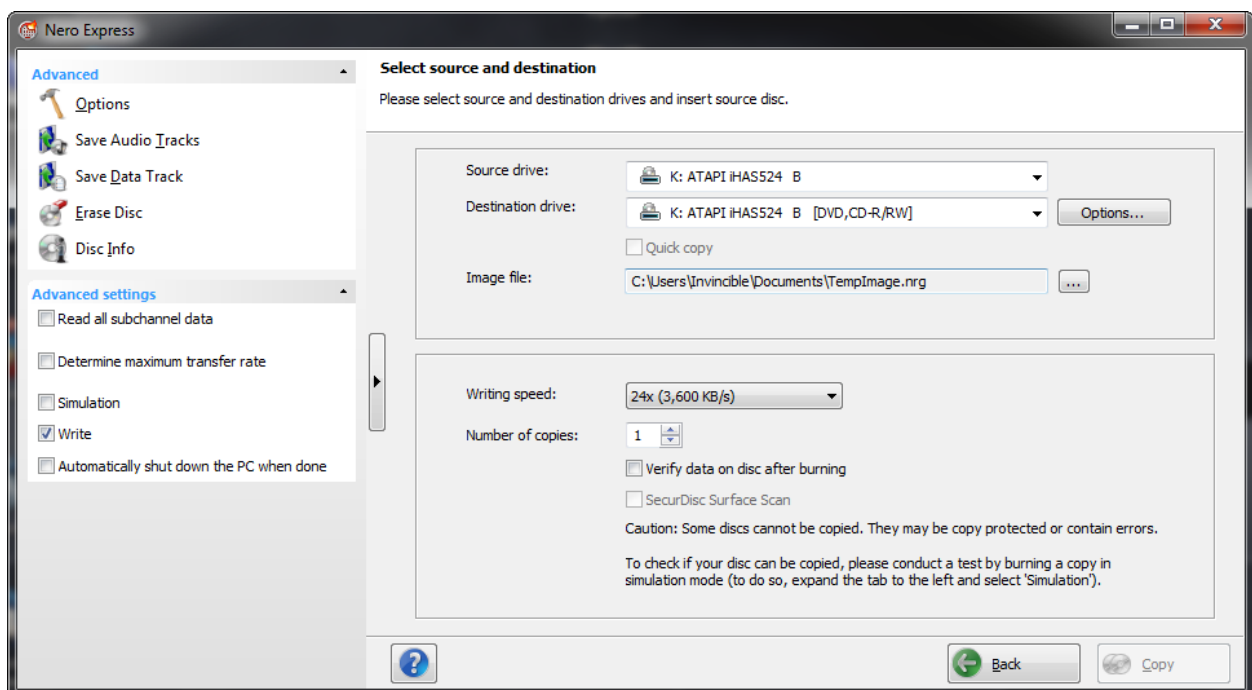 Nero Express
Advanced
Options
Save Audio Tracks
Save Data Track
Erase Disc
Disc Info
Advanced settings
Read all subchannel data
Determine maximum transfer rate
Simulation
Write
Automatically shut down the PC when done
Select source and destination
Please select source and destination drives and insert source disc.
Source drive: K: ATAPI iHAS524 B
Destination drive: K: ATAPI iHAS524 B [DVD,CD-R/RW] Options...
Quick copy
Image file: C:\Users\Invincible\Documents\TempImage.nrg ...
Writing speed: 24x (3,600 KB/s)
Number of copies: 1
Verify data on disc after burning
SecurDisc Surface Scan
Caution: Some discs cannot be copied. They may be copy protected or contain errors.
To check if your disc can be copied, please conduct a test by burning a copy in
simulation mode (to do so, expand the tab to the left and select 'Simulation').
? Back Copy